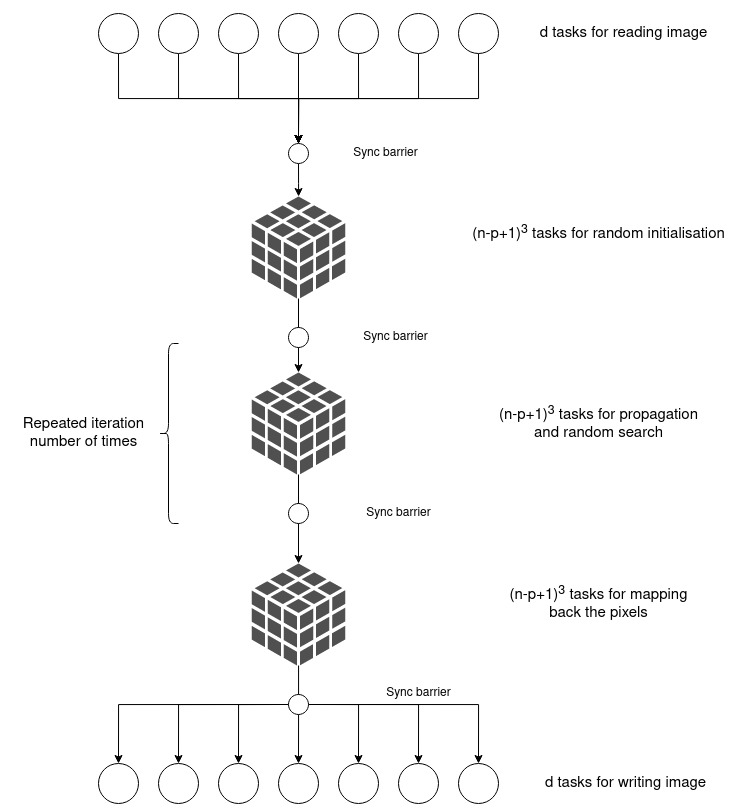 d tasks for reading image
Sync barrier
(n-p+1)³ tasks for random initialisation
Sync barrier
Repeated iteration
number of times
(n-p+1)³ tasks for propagation
and random search
Sync barrier
(n-p+1)³ tasks for mapping
back the pixels
Sync barrier
d tasks for writing image